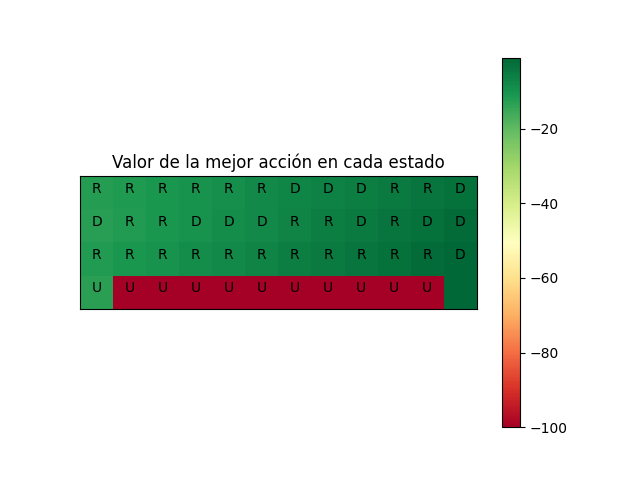 Valor de la mejor acción en cada estado
R R R R R R D D D R R D
D R R D D D R R D R D D
R R R R R R R R R R R D
U U U U U U U U U U U
−20
−40
−60
−80
−100